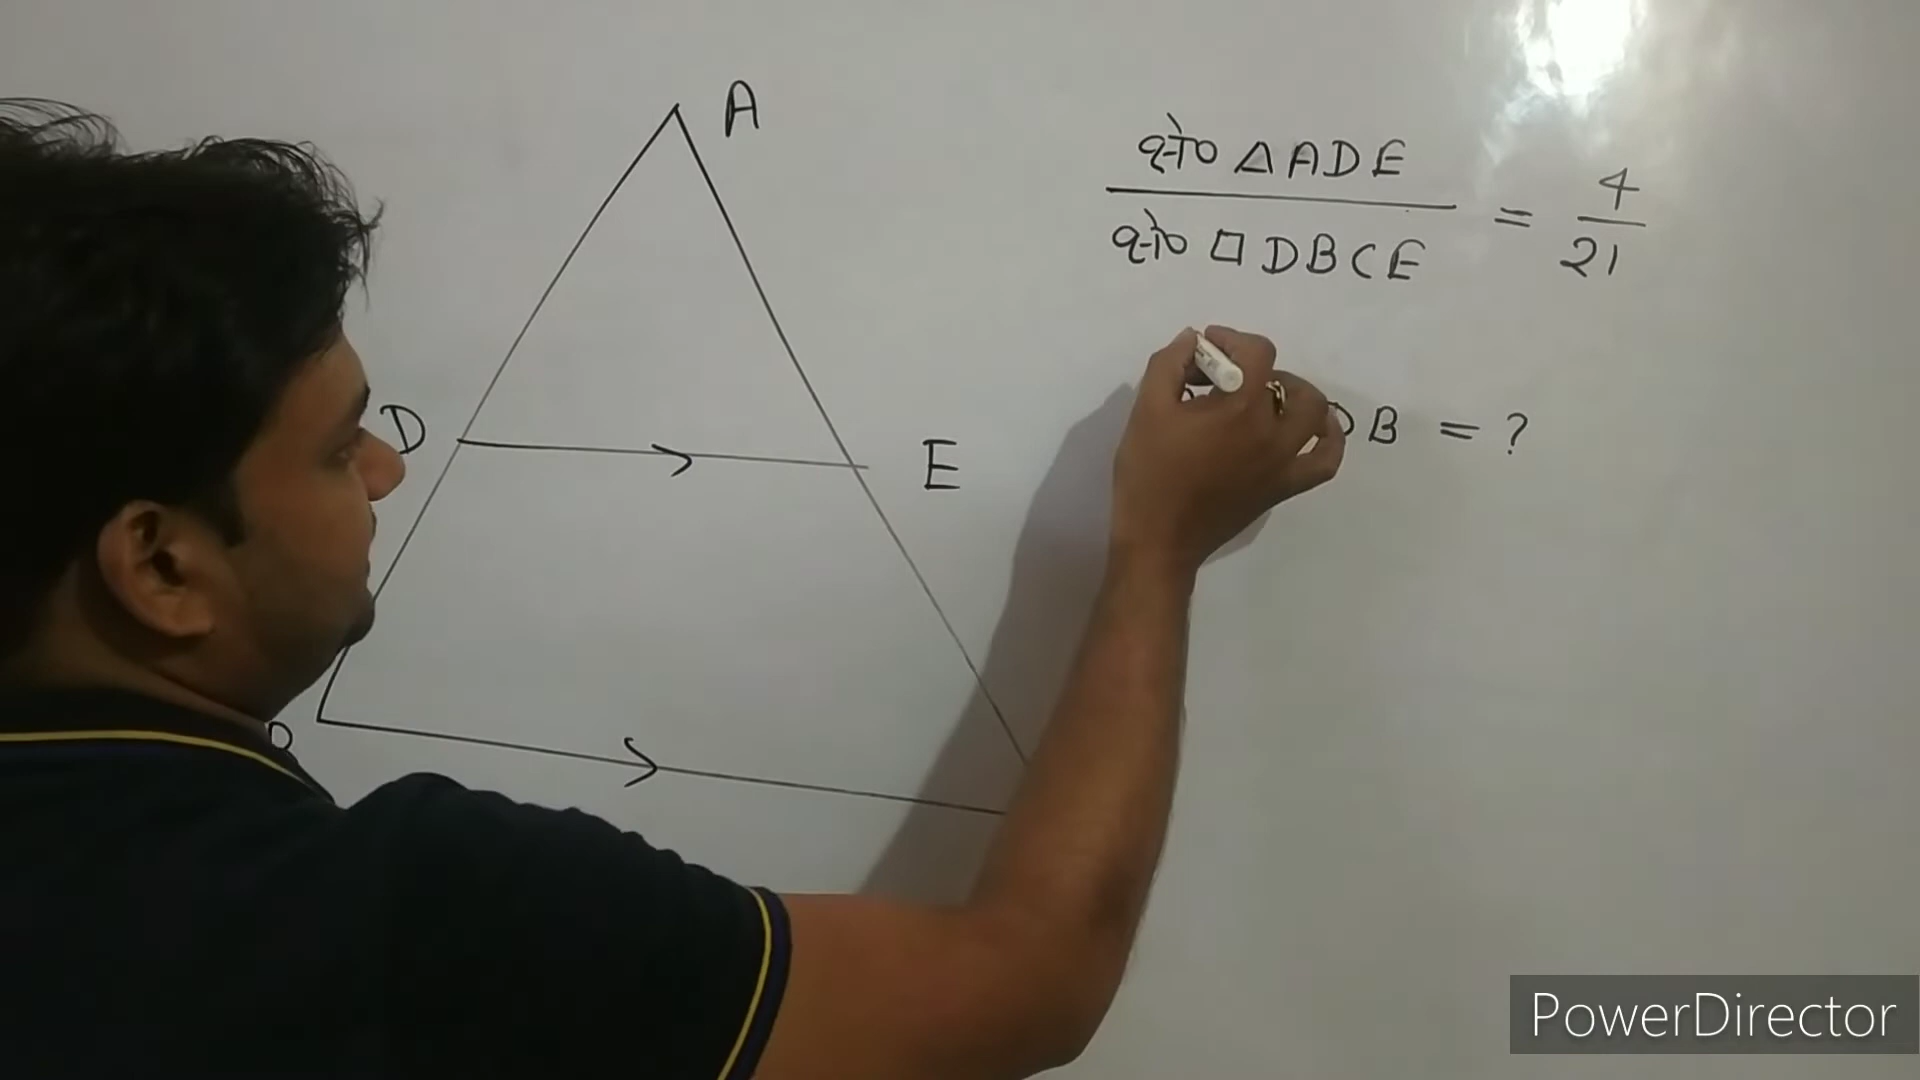 A
क्षे० △ADE
= 4
क्षे० □DBCE
21
D
E
B = ?
PowerDirector